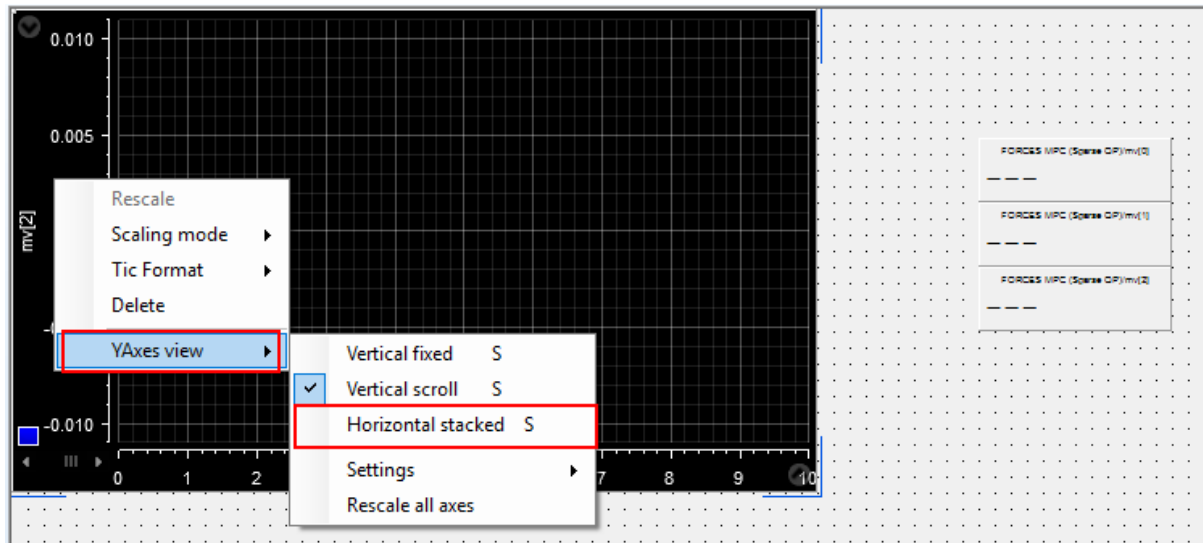 0.010
0.005
mv[2]
-0.010
0 1 2 7 8 9 10
Rescale
Scaling mode
Tic Format
Delete
YAxes view
Vertical fixed S
Vertical scroll S
Horizontal stacked S
Settings
Rescale all axes
FORCES MPC (Sparse QP)/mv[0]
– – –
FORCES MPC (Sparse QP)/mv[1]
– – –
FORCES MPC (Sparse QP)/mv[2]
– – –